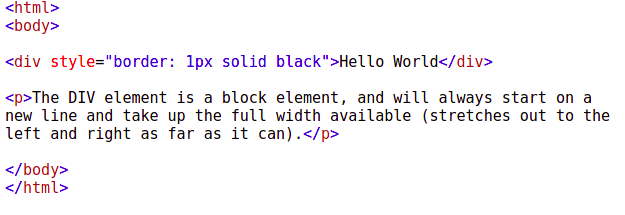 <html>
<body>
<div style="border: 1px solid black">Hello World</div>
<p>The DIV element is a block element, and will always start on a
new line and take up the full width available (stretches out to the
left and right as far as it can).</p>
</body>
</html>